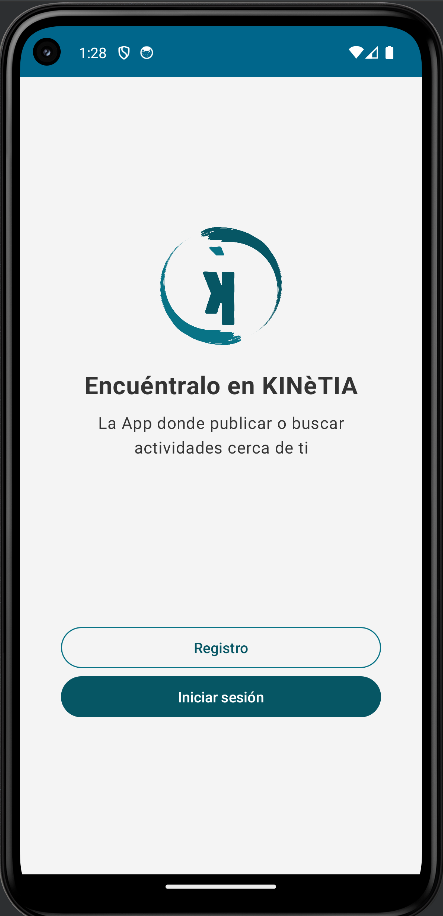 1:28
Encuéntralo en KINèTIA
La App donde publicar o buscar
actividades cerca de ti
Registro
Iniciar sesión